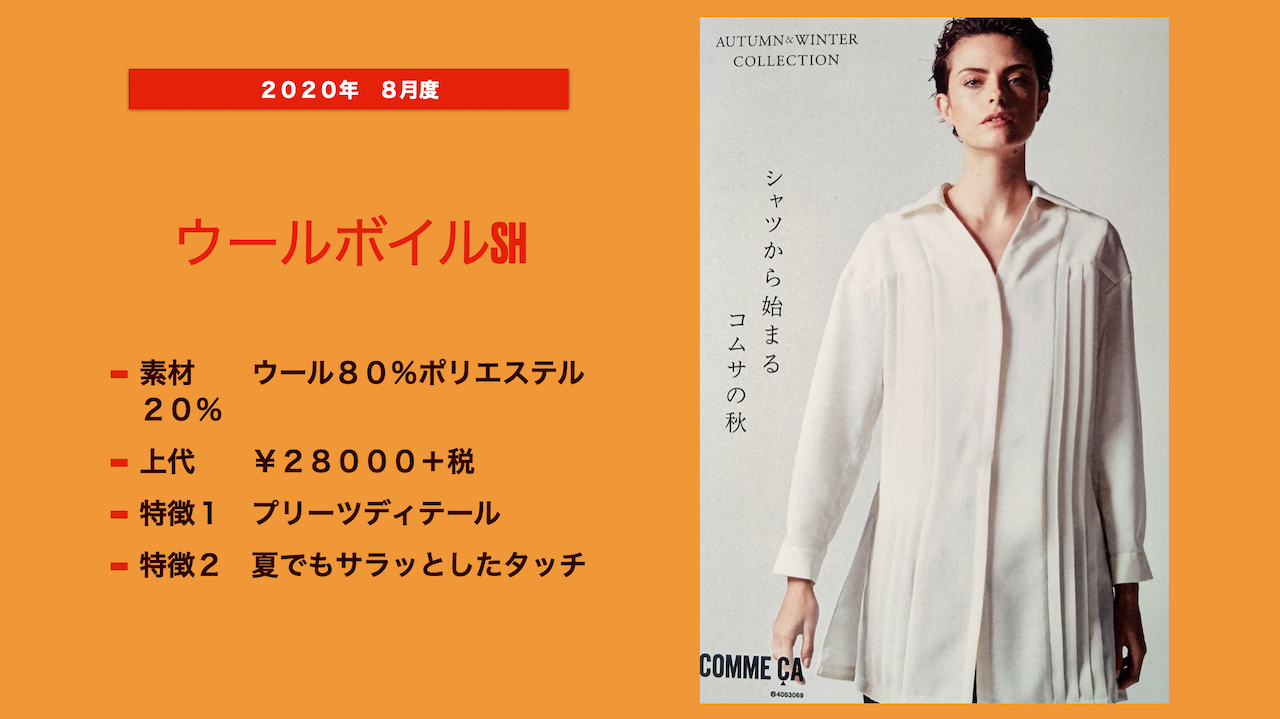 ２０２０年　８月度
ウールボイルSH
素材　　ウール８０％ポリエステル
２０％
上代　　￥２８０００＋税
特徴１　プリーツディテール
特徴２　夏でもサラッとしたタッチ
AUTUMN&WINTER
COLLECTION
シャツから始まる
コムサの秋
COMME ÇA
®4063069